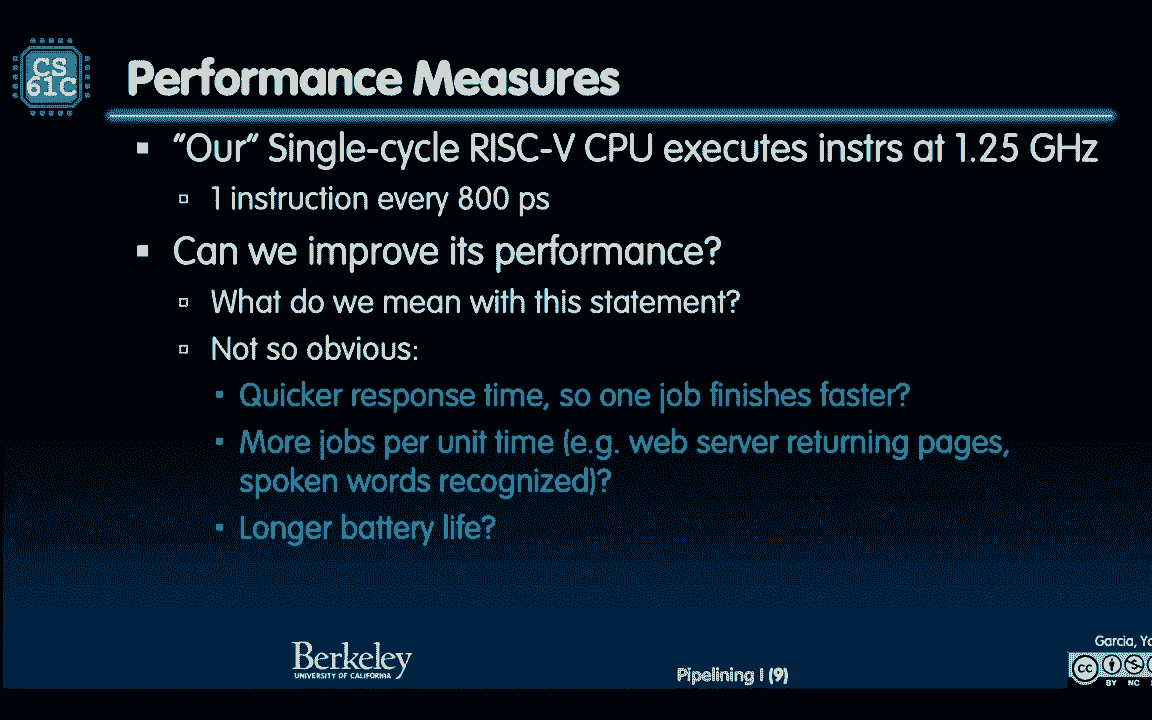 CS
61C
Performance Measures
“Our” Single-cycle RISC-V CPU executes instrs at 1.25 GHz
1 instruction every 800 ps
Can we improve its performance?
What do we mean with this statement?
Not so obvious:
Quicker response time, so one job finishes faster?
More jobs per unit time (e.g. web server returning pages,
spoken words recognized)?
Longer battery life?
Berkeley
UNIVERSITY OF CALIFORNIA
Pipelining I (9)
Garcia,
cc
BY NC